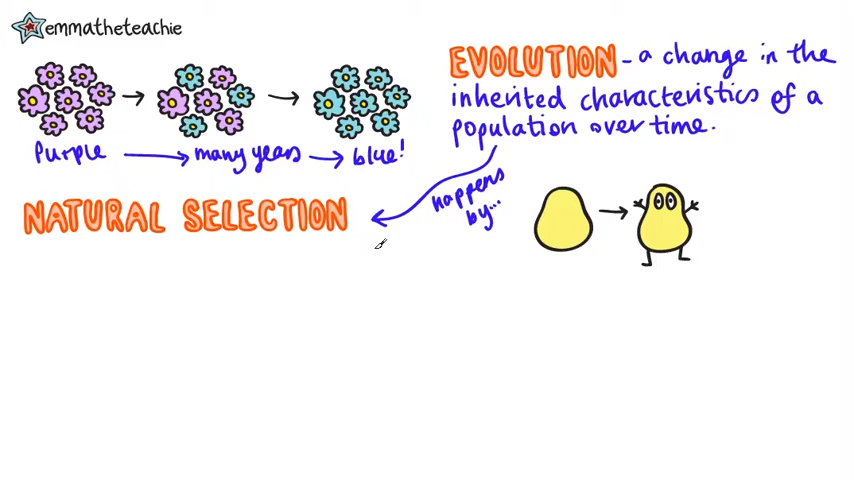 emmatheteachie
EVOLUTION - a change in the
inherited characteristics of a
population over time.
Purple → many years → blue!
happens
by...
NATURAL SELECTION